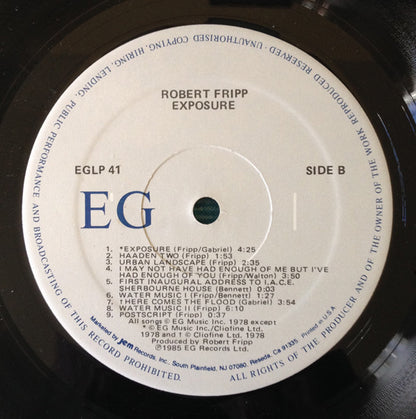 ROBERT FRIPP
EXPOSURE
EGLP 41
SIDE B
EG
1. *EXPOSURE (Fripp/Gabriel) 4:25
2. HAADEN TWO (Fripp) 1:53
3. URBAN LANDSCAPE (Fripp) 2:35
4. I MAY NOT HAVE HAD ENOUGH OF ME BUT I'VE
HAD ENOUGH OF YOU (Fripp/Walton) 3:50
5. FIRST INAUGURAL ADDRESS TO I.A.C.E.
SHERBOURNE HOUSE (Bennett) 0:03
6. WATER MUSIC I (Fripp/Bennett) 1:27
7. †HERE COMES THE FLOOD (Gabriel) 3:54
8. WATER MUSIC II (Fripp) 6:10
9. POSTSCRIPT (Fripp) 0:37
All songs © EG Music Inc. 1978 except
*© EG Music Inc./Cliofine Ltd.
1978 and † © Cliofine Ltd. 1978
Produced by Robert Fripp
℗1985 EG Records Ltd.
Marketed by jem Records, Inc. South Plainfield, NJ 07080, Reseda, CA 91335. Printed in U.S.A.
ALL RIGHTS OF THE PRODUCER AND OF THE OWNER OF THE WORK REPRODUCED RESERVED · UNAUTHORISED COPYING, HIRING, LENDING, PUBLIC PERFORMANCE AND BROADCASTING OF THIS RECORD PROHIBITED.